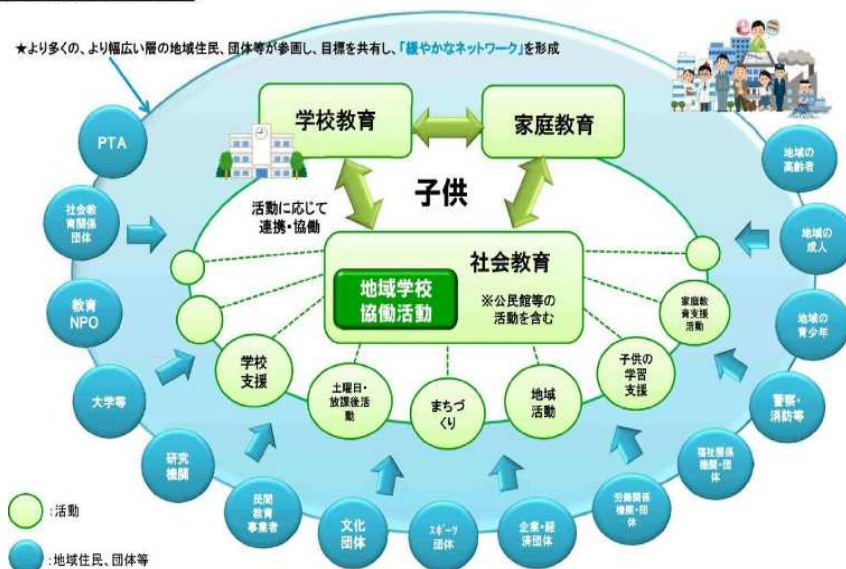 ★より多くの、より幅広い層の地域住民、団体等が参画し、目標を共有し、「緩やかなネットワーク」を形成
学校教育
家庭教育
子供
活動に応じて
連携・協働
社会教育
地域学校
協働活動
※公民館等の
活動を含む
学校
支援
土曜日・
放課後活
動
まちづ
くり
地域
活動
子供の
学習
支援
家庭教
育支援
活動
PTA
社会教
育関係
団体
教育
NPO
大学等
研究
機関
民間
教育
事業者
文化
団体
スポーツ
団体
企業・経
済団体
労働関係
機関・団
体
福祉関係
機関・団
体
警察・
消防等
地域の
青少年
地域の
成人
地域の
高齢者
:活動
:地域住民、団体等